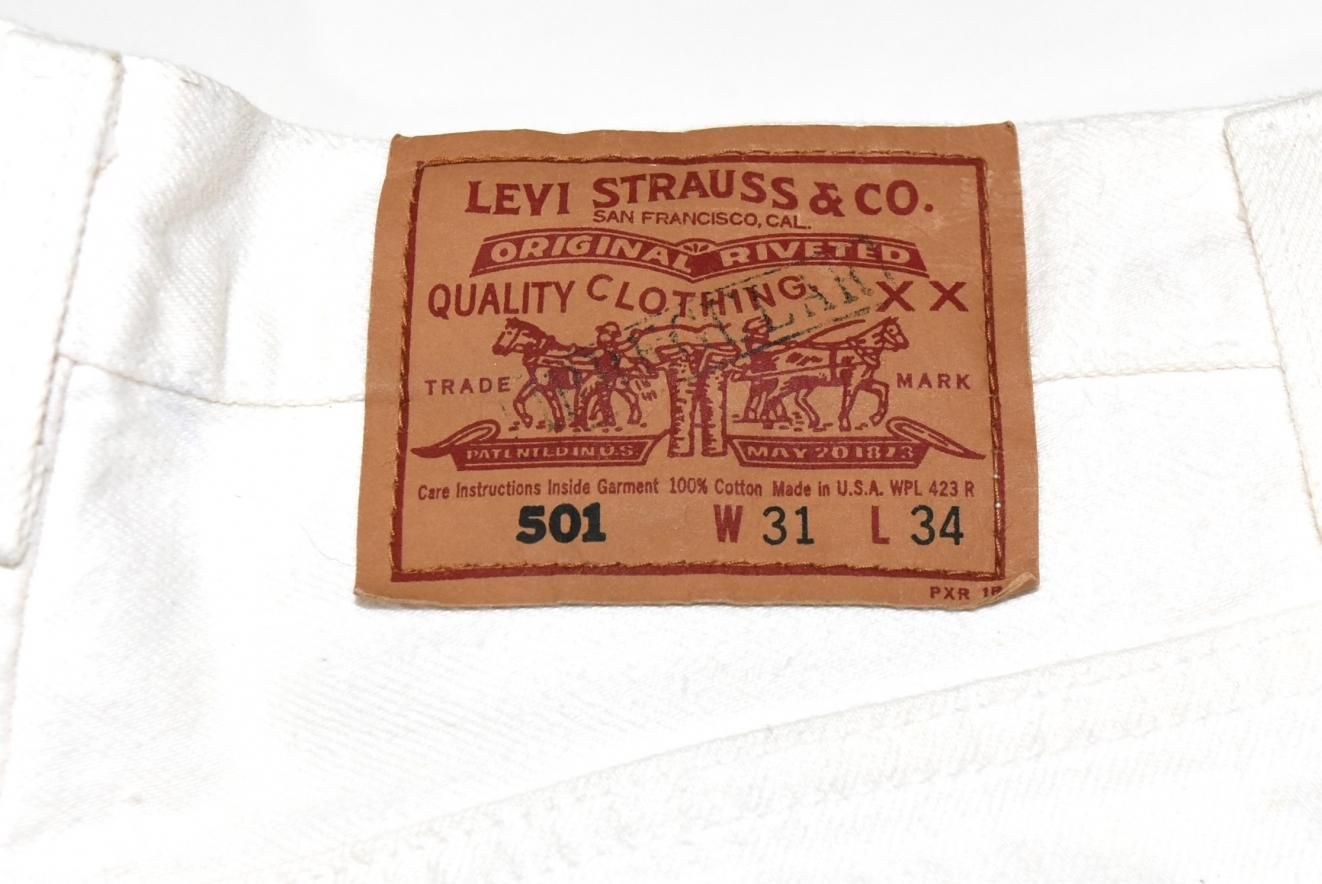 LEVI STRAUSS & CO.
SAN FRANCISCO, CAL.
ORIGINAL RIVETED
QUALITY CLOTHING XX
TRADE MARK
PATENTED IN U.S. MAY 20 1873
Care Instructions Inside Garment 100% Cotton Made in U.S.A. WPL 423 R
501 W 31 L 34
PXR